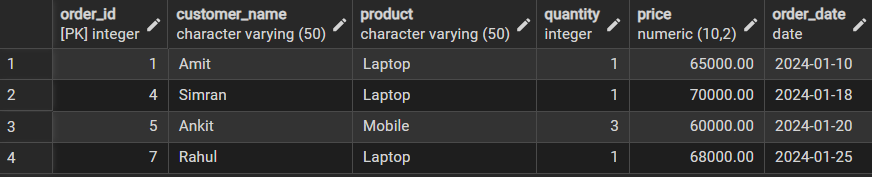 order_id customer_name product quantity price order_date
[PK] integer character varying (50) character varying (50) integer numeric (10,2) date
1 1 Amit Laptop 1 65000.00 2024-01-10
2 4 Simran Laptop 1 70000.00 2024-01-18
3 5 Ankit Mobile 3 60000.00 2024-01-20
4 7 Rahul Laptop 1 68000.00 2024-01-25